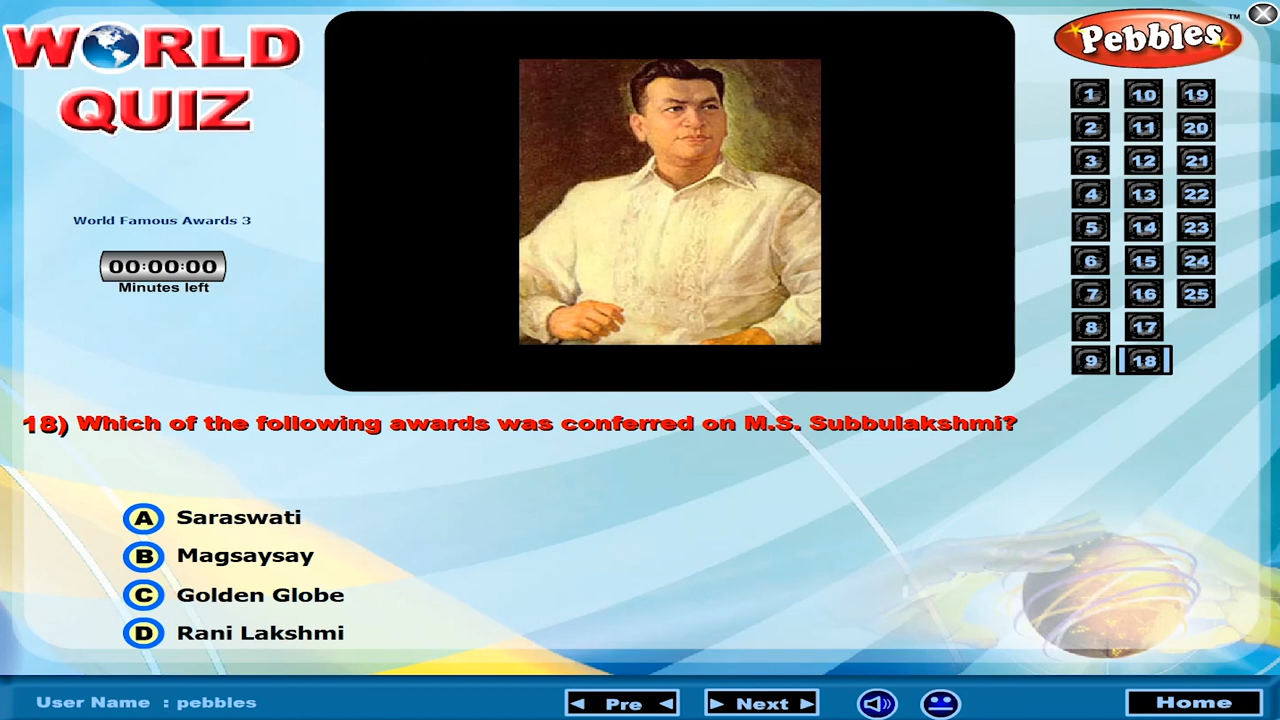 WORLD
QUIZ
Pebbles™
World Famous Awards 3
00:00:00
Minutes left
1 10 19
2 11 20
3 12 21
4 13 22
5 14 23
6 15 24
7 16 25
8 17
9 18
18) Which of the following awards was conferred on M.S. Subbulakshmi?
A Saraswati
B Magsaysay
C Golden Globe
D Rani Lakshmi
User Name : pebbles
Pre
Next
Home